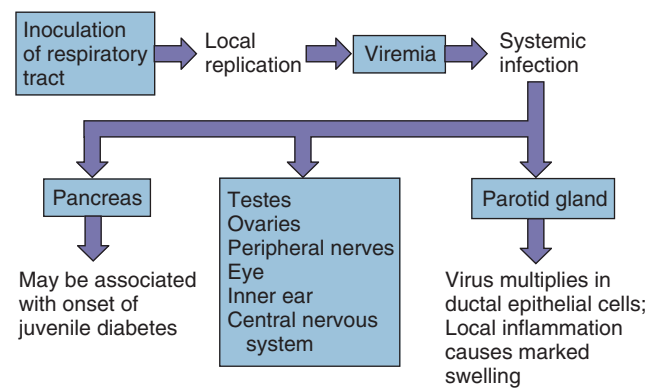 Inoculation
of respiratory
tract
Local
replication
Viremia
Systemic
infection
Pancreas
May be associated
with onset of
juvenile diabetes
Testes
Ovaries
Peripheral nerves
Eye
Inner ear
Central nervous
system
Parotid gland
Virus multiplies in
ductal epithelial cells;
Local inflammation
causes marked
swelling